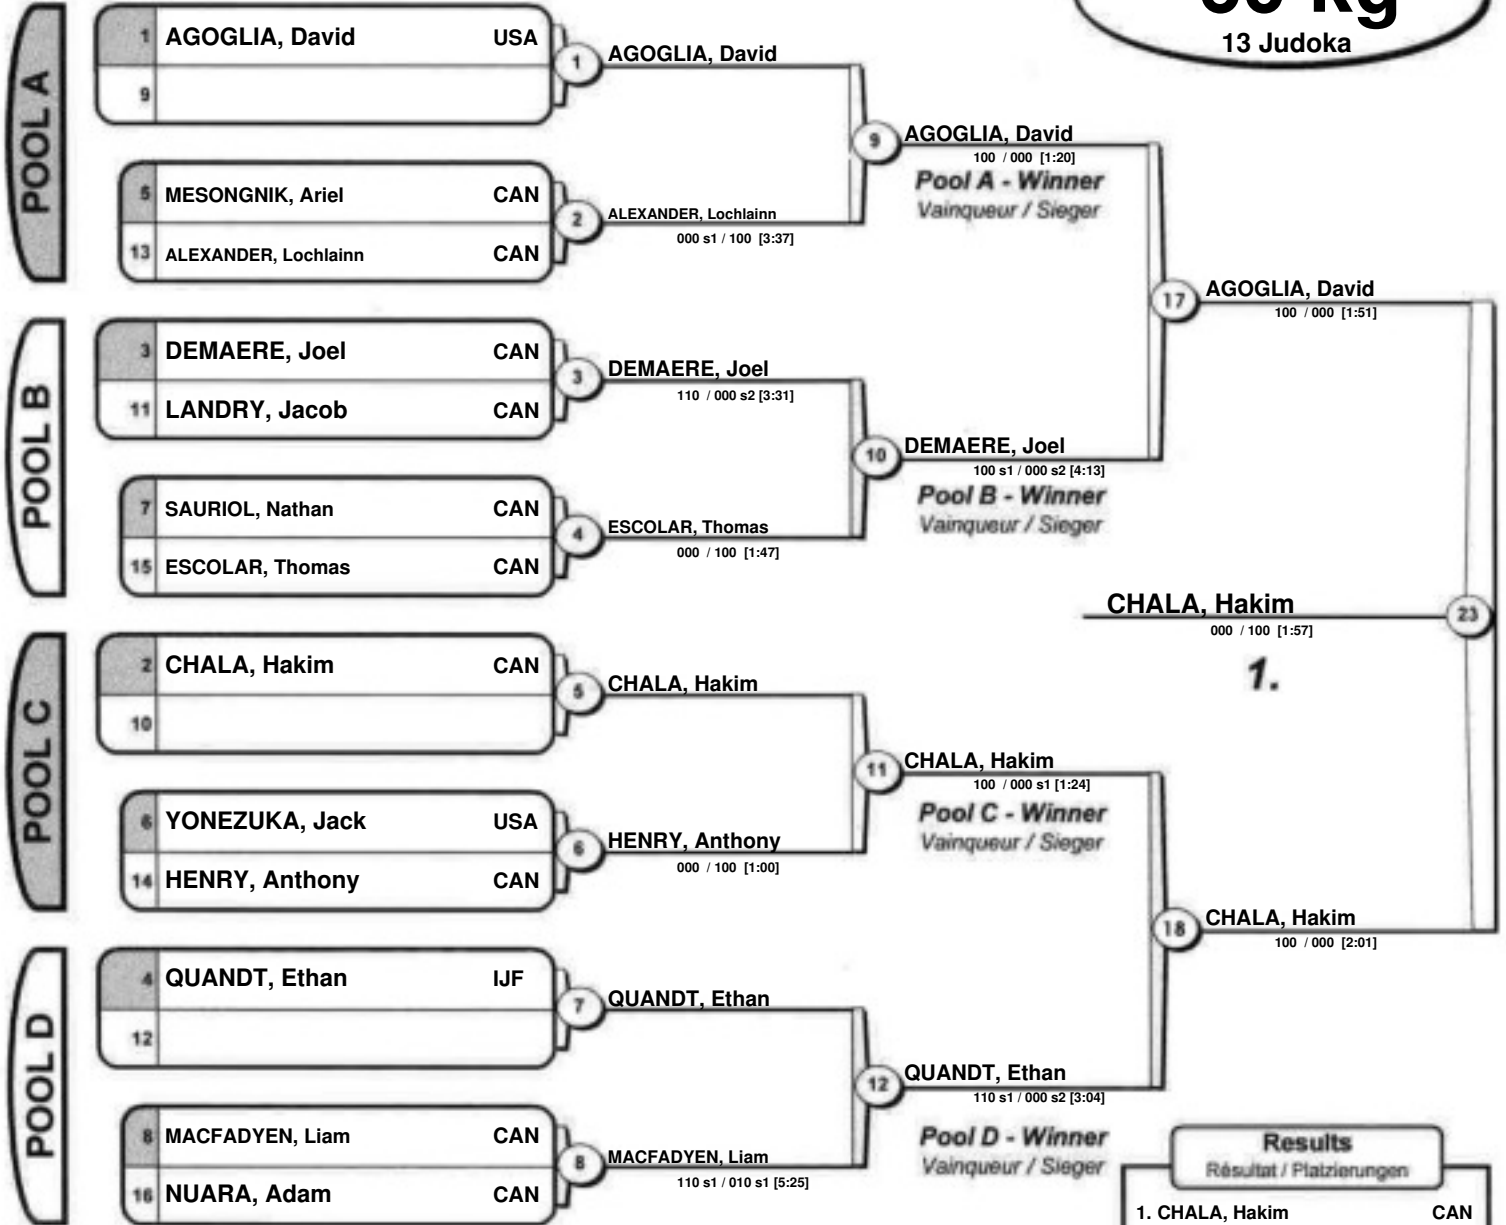 13 Judoka
POOL A
1 AGOGLIA, David USA
9
1
AGOGLIA, David
5 MESONGNIK, Ariel CAN
13 ALEXANDER, Lochlainn CAN
2
ALEXANDER, Lochlainn
000 s1 / 100 [3:37]
9
AGOGLIA, David
100 / 000 [1:20]
Pool A - Winner
Vainqueur / Sieger
POOL B
3 DEMAERE, Joel CAN
11 LANDRY, Jacob CAN
3
DEMAERE, Joel
110 / 000 s2 [3:31]
7 SAURIOL, Nathan CAN
15 ESCOLAR, Thomas CAN
4
ESCOLAR, Thomas
000 / 100 [1:47]
10
DEMAERE, Joel
100 s1 / 000 s2 [4:13]
Pool B - Winner
Vainqueur / Sieger
17
AGOGLIA, David
100 / 000 [1:51]
CHALA, Hakim
000 / 100 [1:57]
1.
23
POOL C
2 CHALA, Hakim CAN
10
5
CHALA, Hakim
6 YONEZUKA, Jack USA
14 HENRY, Anthony CAN
6
HENRY, Anthony
000 / 100 [1:00]
11
CHALA, Hakim
100 / 000 s1 [1:24]
Pool C - Winner
Vainqueur / Sieger
18
CHALA, Hakim
100 / 000 [2:01]
POOL D
4 QUANDT, Ethan IJF
12
7
QUANDT, Ethan
8 MACFADYEN, Liam CAN
16 NUARA, Adam CAN
8
MACFADYEN, Liam
110 s1 / 010 s1 [5:25]
12
QUANDT, Ethan
110 s1 / 000 s2 [3:04]
Pool D - Winner
Vainqueur / Sieger
Results
Résultat / Platzierungen
1. CHALA, Hakim CAN